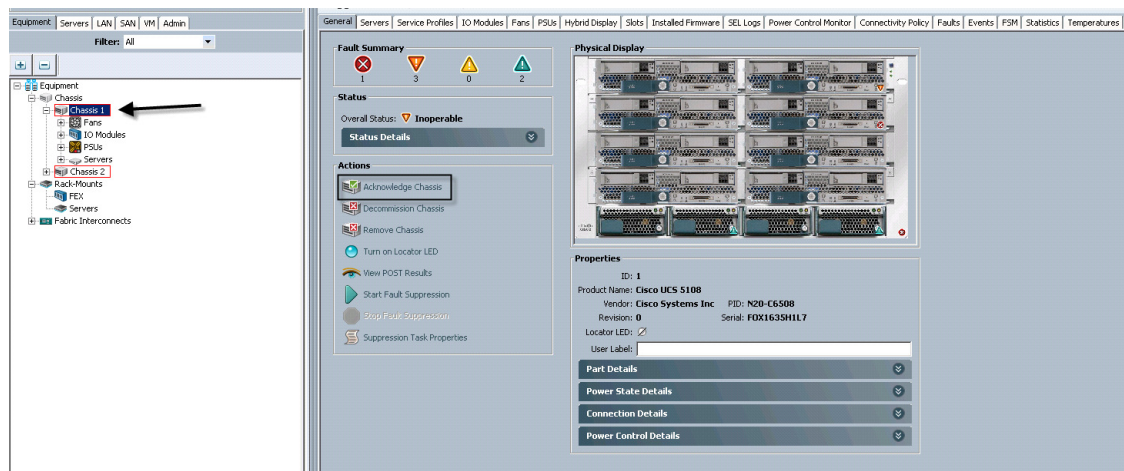 Equipment Servers LAN SAN VM Admin
Filter: All
Equipment
Chassis
Chassis 1
Fans
IO Modules
PSUs
Servers
Chassis 2
Rack-Mounts
FEX
Servers
Fabric Interconnects
General Servers Service Profiles IO Modules Fans PSUs Hybrid Display Slots Installed Firmware SEL Logs Power Control Monitor Connectivity Policy Faults Events FSM Statistics Temperatures
Fault Summary
1 3 0 2
Status
Overall Status: Inoperable
Status Details
Actions
Acknowledge Chassis
Decommission Chassis
Remove Chassis
Turn on Locator LED
View POST Results
Start Fault Suppression
Stop Fault Suppression
Suppression Task Properties
Physical Display
Properties
ID: 1
Product Name: Cisco UCS 5108
Vendor: Cisco Systems Inc PID: N20-C6508
Revision: 0 Serial: FOX1635H1L7
Locator LED:
User Label:
Part Details
Power State Details
Connection Details
Power Control Details